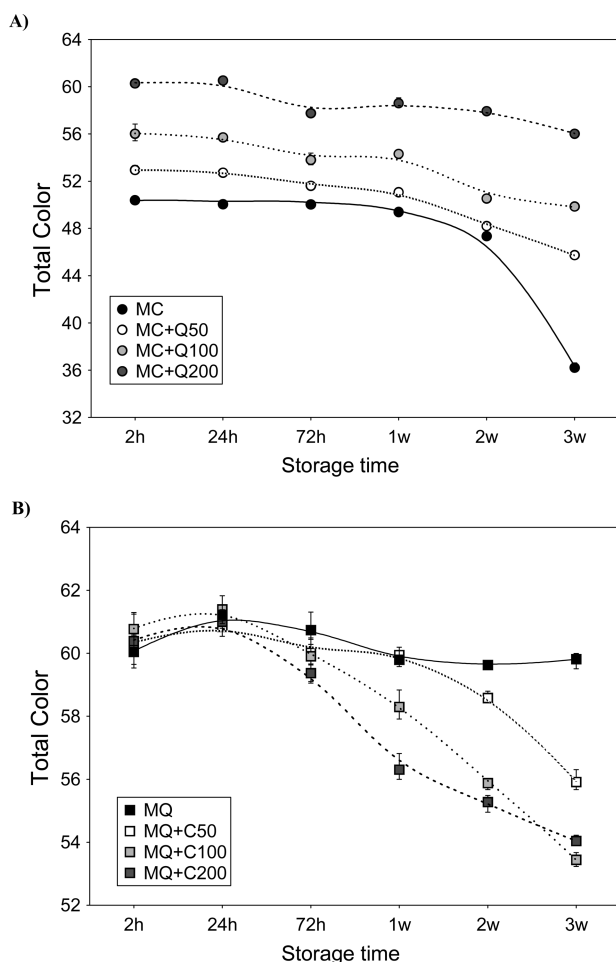 A)
64
60
56
52
48
44
40
36
32
Total Color
MC
MC+Q50
MC+Q100
MC+Q200
2h 24h 72h 1w 2w 3w
Storage time
B)
64
62
60
58
56
54
52
Total Color
MQ
MQ+C50
MQ+C100
MQ+C200
2h 24h 72h 1w 2w 3w
Storage time